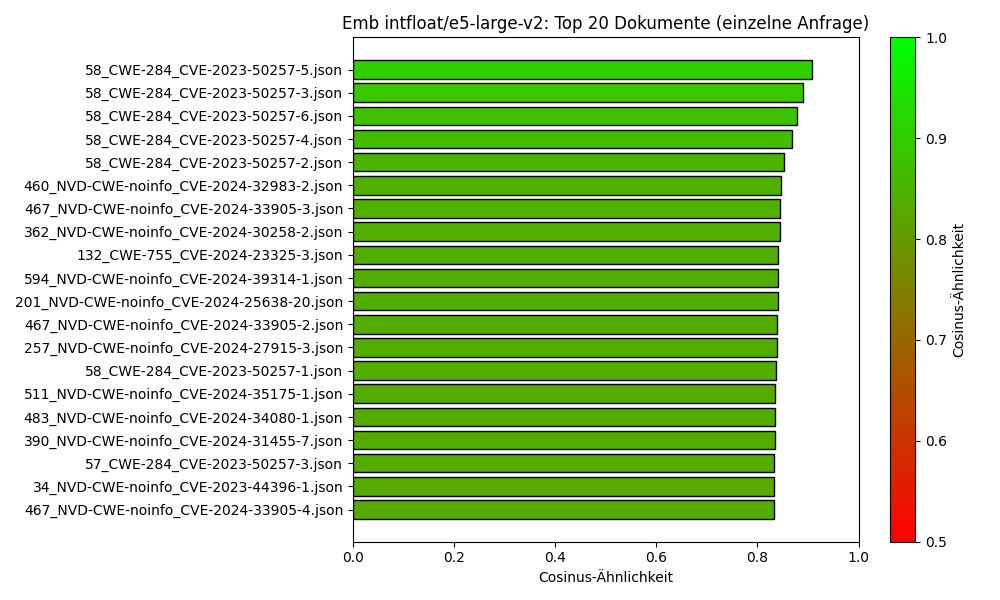 Emb intfloat/e5-large-v2: Top 20 Dokumente (einzelne Anfrage)
58_CWE-284_CVE-2023-50257-5.json
58_CWE-284_CVE-2023-50257-3.json
58_CWE-284_CVE-2023-50257-6.json
58_CWE-284_CVE-2023-50257-4.json
58_CWE-284_CVE-2023-50257-2.json
460_NVD-CWE-noinfo_CVE-2024-32983-2.json
467_NVD-CWE-noinfo_CVE-2024-33905-3.json
362_NVD-CWE-noinfo_CVE-2024-30258-2.json
132_CWE-755_CVE-2024-23325-3.json
594_NVD-CWE-noinfo_CVE-2024-39314-1.json
201_NVD-CWE-noinfo_CVE-2024-25638-20.json
467_NVD-CWE-noinfo_CVE-2024-33905-2.json
257_NVD-CWE-noinfo_CVE-2024-27915-3.json
58_CWE-284_CVE-2023-50257-1.json
511_NVD-CWE-noinfo_CVE-2024-35175-1.json
483_NVD-CWE-noinfo_CVE-2024-34080-1.json
390_NVD-CWE-noinfo_CVE-2024-31455-7.json
57_CWE-284_CVE-2023-50257-3.json
34_NVD-CWE-noinfo_CVE-2023-44396-1.json
467_NVD-CWE-noinfo_CVE-2024-33905-4.json
0.0 0.2 0.4 0.6 0.8 1.0
Cosinus-Ähnlichkeit
1.0
0.9
0.8
0.7
0.6
0.5
Cosinus-Ähnlichkeit